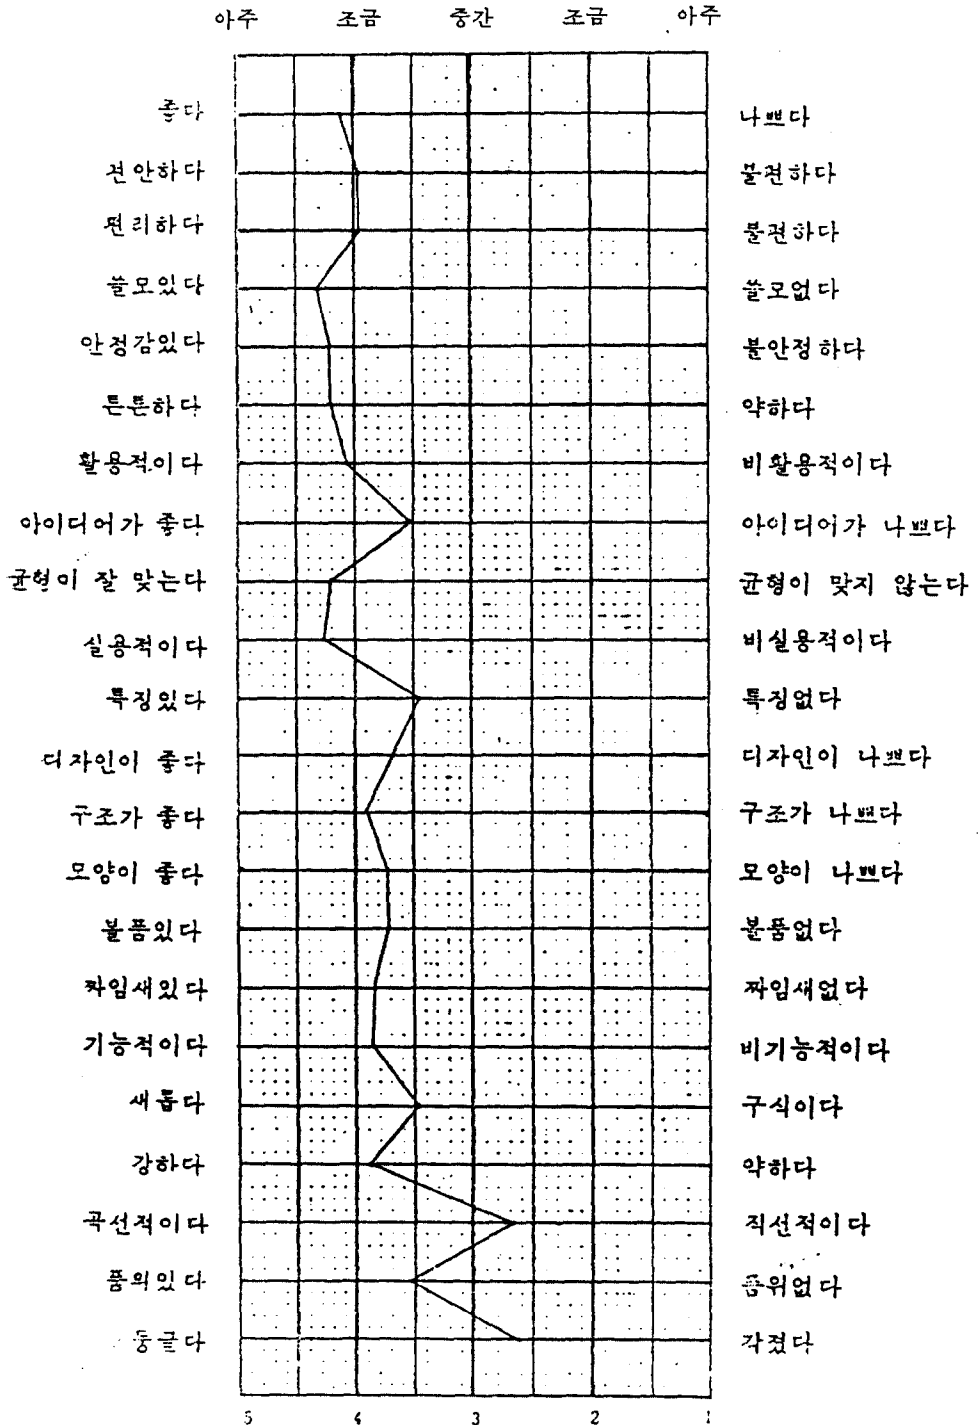 아주 조금 중간 조금 아주
좋다 나쁘다
편안하다 불편하다
편리하다 불편하다
쓸모있다 쓸모없다
안정감있다 불안정하다
튼튼하다 약하다
활용적이다 비활용적이다
아이디어가 좋다 아이디어가 나쁘다
균형이 잘 맞는다 균형이 맞지 않는다
실용적이다 비실용적이다
특징있다 특징없다
디자인이 좋다 디자인이 나쁘다
구조가 좋다 구조가 나쁘다
모양이 좋다 모양이 나쁘다
볼품있다 볼품없다
짜임새있다 짜임새없다
기능적이다 비기능적이다
새롭다 구식이다
강하다 약하다
곡선적이다 직선적이다
품위있다 품위없다
둥글다 각졌다
5 4 3 2 1